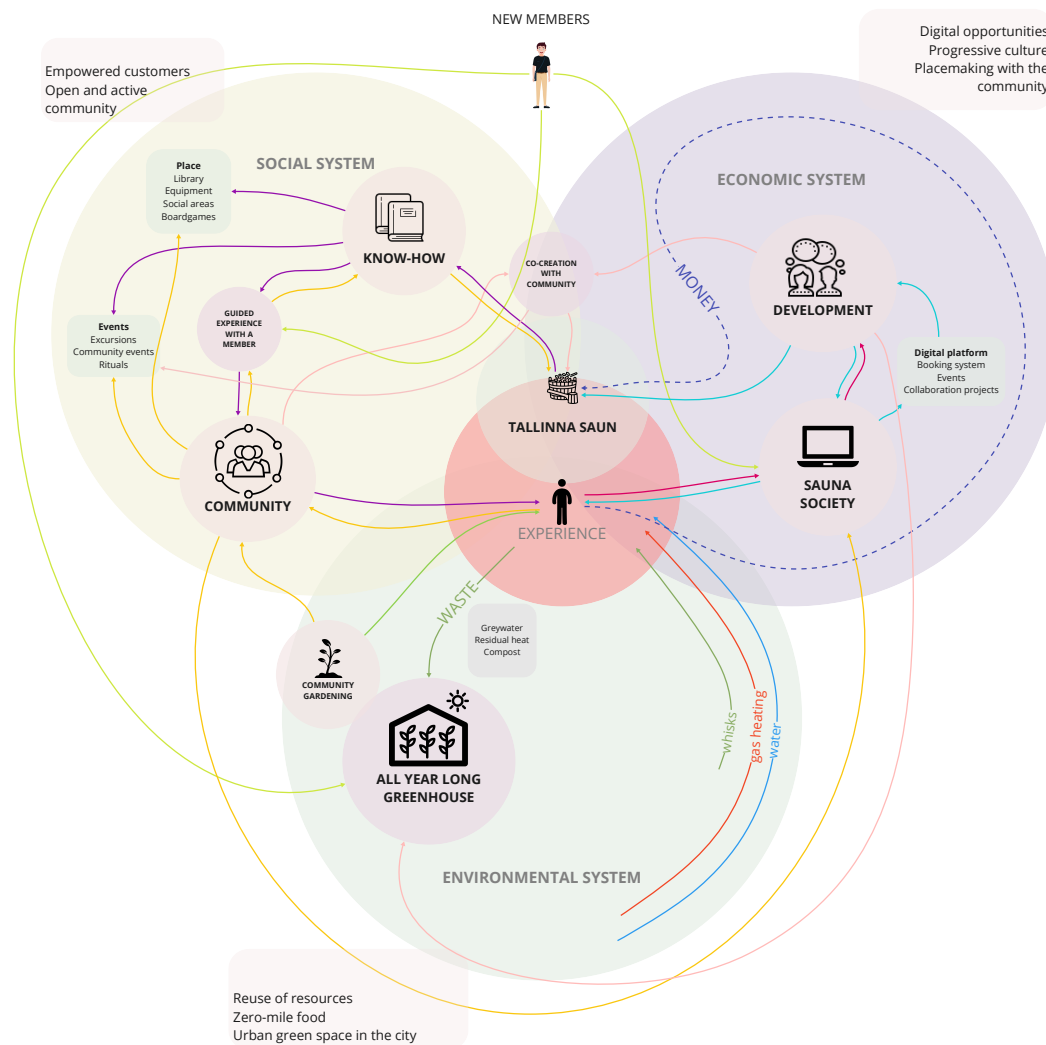 NEW MEMBERS
Empowered customers
Open and active
community
Digital opportunities
Progressive culture
Placemaking with the
community
SOCIAL SYSTEM
ECONOMIC SYSTEM
Place
Library
Equipment
Social areas
Boardgames
KNOW-HOW
CO-CREATION
WITH
COMMUNITY
MONEY
DEVELOPMENT
GUIDED
EXPERIENCE
WITH A
MEMBER
Events
Excursions
Community events
Rituals
Digital platform
Booking system
Events
Collaboration projects
TALLINNA SAUN
COMMUNITY
SAUNA
SOCIETY
EXPERIENCE
WASTE
Greywater
Residual heat
Compost
COMMUNITY
GARDENING
whisks
gas heating
water
ALL YEAR LONG
GREENHOUSE
ENVIRONMENTAL SYSTEM
Reuse of resources
Zero-mile food
Urban green space in the city